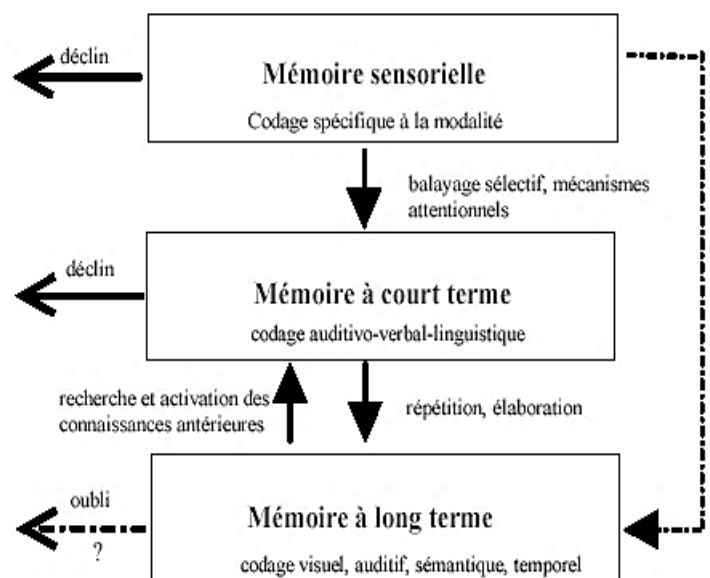 déclin
Mémoire sensorielle
Codage spécifique à la modalité
balayage sélectif, mécanismes
attentionnels
déclin
Mémoire à court terme
codage auditivo-verbal-linguistique
recherche et activation des
connaissances antérieures
répétition, élaboration
oubli
?
Mémoire à long terme
codage visuel, auditif, sémantique, temporel